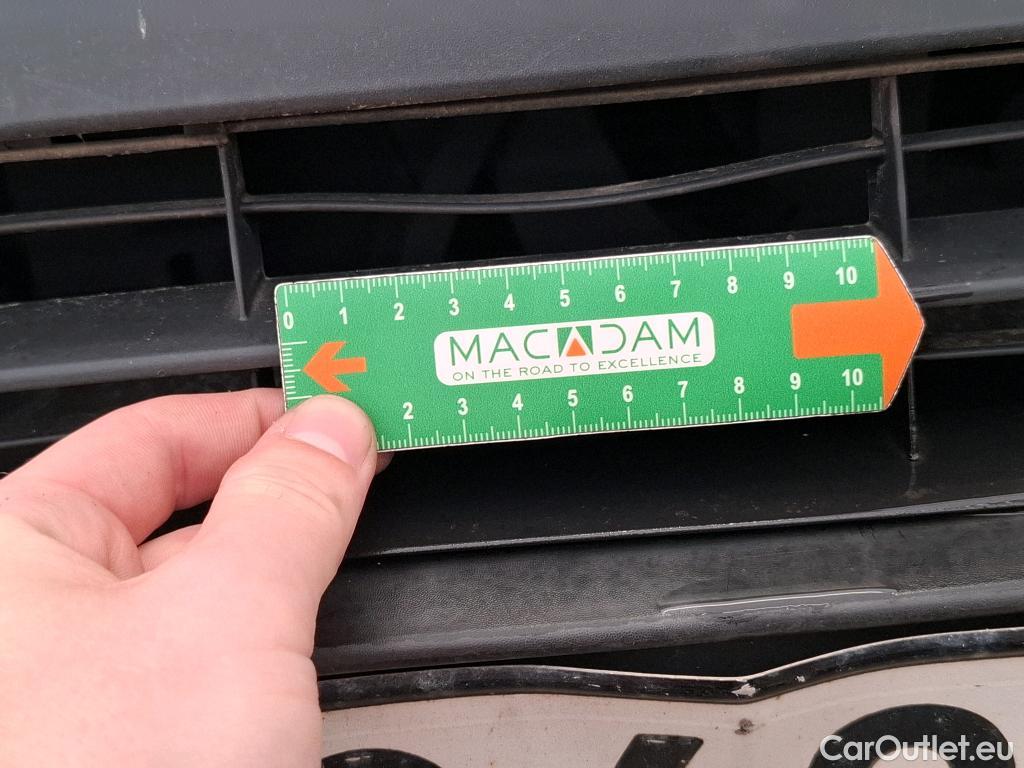 0 1 2 3 4 5 6 7 8 9 10
MACADAM
ON THE ROAD TO EXCELLENCE
2 3 4 5 6 7 8 9 10
CarOutlet.eu